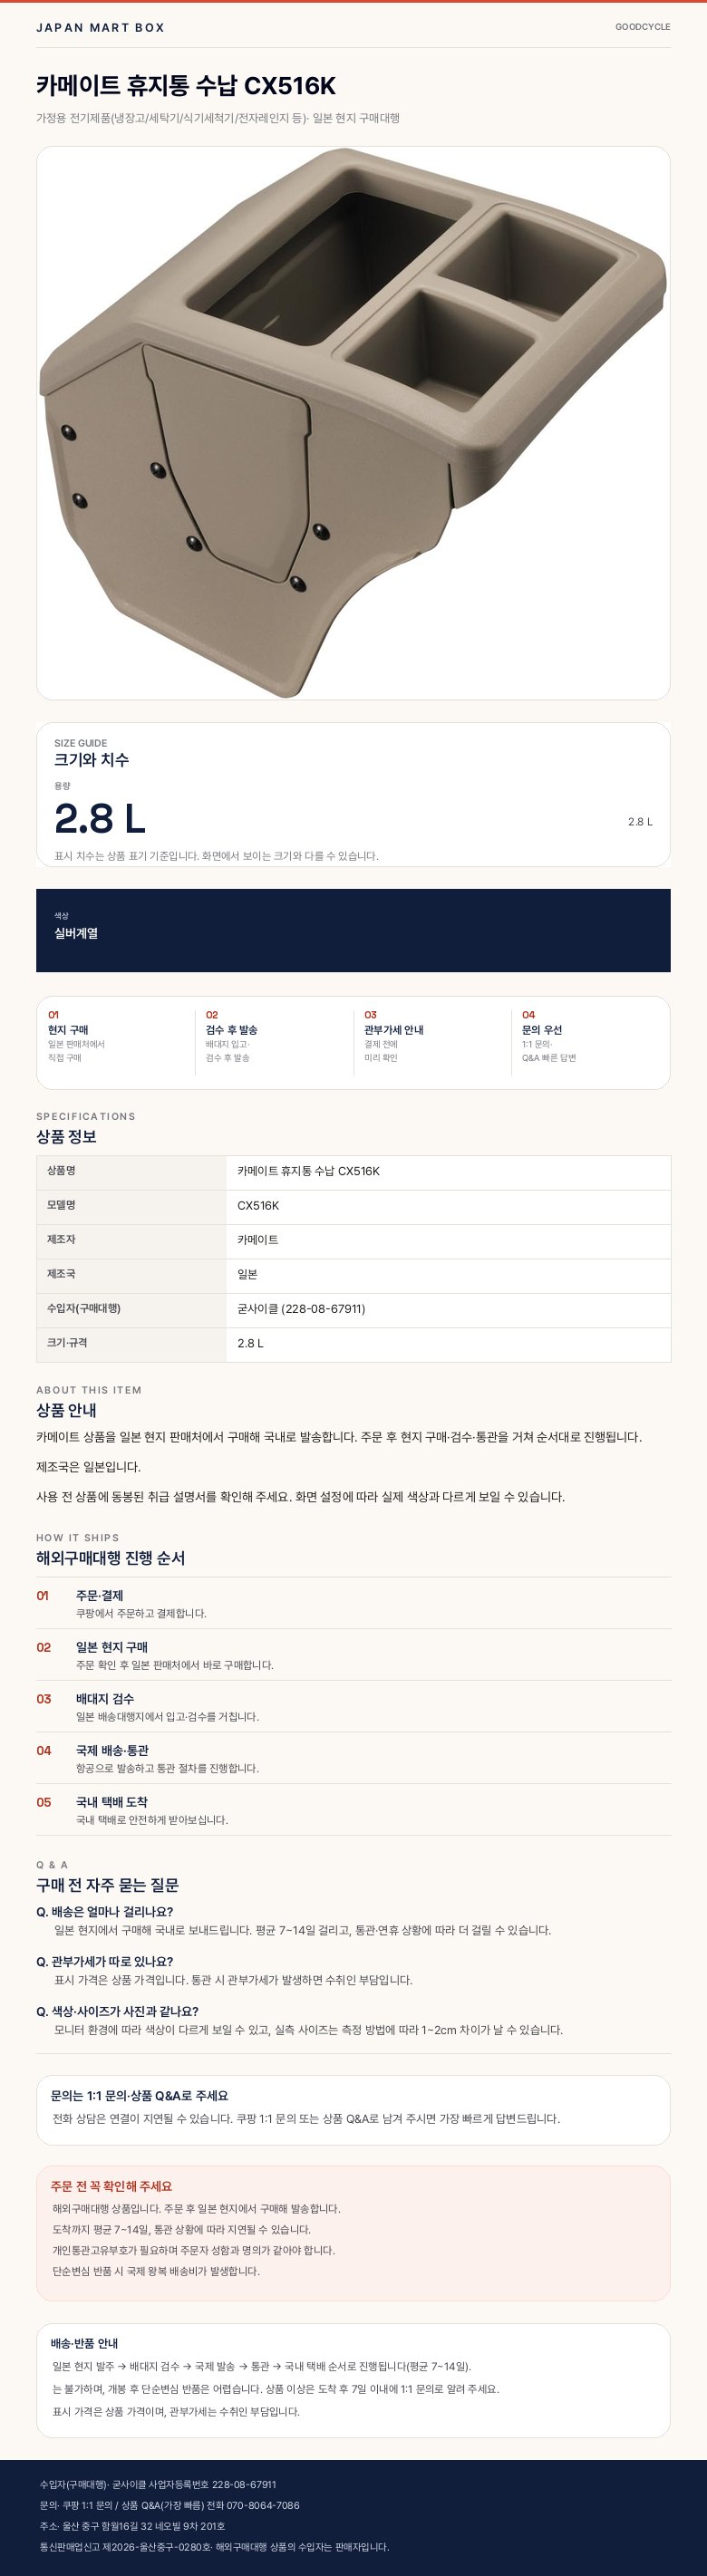 JAPAN MART BOX
GOODCYCLE
카메이트 휴지통 수납 CX516K
가정용 전기제품(냉장고/세탁기/식기세척기/전자레인지 등)· 일본 현지 구매대행
SIZE GUIDE
크기와 치수
용량
2.8 L
2.8 L
표시 치수는 상품 표기 기준입니다. 화면에서 보이는 크기와 다를 수 있습니다.
색상
실버계열
01
현지 구매
일본 판매처에서
직접 구매
02
검수 후 발송
배대지 입고·
검수 후 발송
03
관부가세 안내
결제 전에
미리 확인
04
문의 우선
1:1 문의·
Q&A 빠른 답변
SPECIFICATIONS
상품 정보
상품명 카메이트 휴지통 수납 CX516K
모델명 CX516K
제조자 카메이트
제조국 일본
수입자(구매대행) 굳사이클 (228-08-67911)
크기·규격 2.8 L
ABOUT THIS ITEM
상품 안내
카메이트 상품을 일본 현지 판매처에서 구매해 국내로 발송합니다. 주문 후 현지 구매·검수·통관을 거쳐 순서대로 진행됩니다.
제조국은 일본입니다.
사용 전 상품에 동봉된 취급 설명서를 확인해 주세요. 화면 설정에 따라 실제 색상과 다르게 보일 수 있습니다.
HOW IT SHIPS
해외구매대행 진행 순서
01 주문·결제
쿠팡에서 주문하고 결제합니다.
02 일본 현지 구매
주문 확인 후 일본 판매처에서 바로 구매합니다.
03 배대지 검수
일본 배송대행지에서 입고·검수를 거칩니다.
04 국제 배송·통관
항공으로 발송하고 통관 절차를 진행합니다.
05 국내 택배 도착
국내 택배로 안전하게 받아보십니다.
Q & A
구매 전 자주 묻는 질문
Q. 배송은 얼마나 걸리나요?
일본 현지에서 구매해 국내로 보내드립니다. 평균 7~14일 걸리고, 통관·연휴 상황에 따라 더 걸릴 수 있습니다.
Q. 관부가세가 따로 있나요?
표시 가격은 상품 가격입니다. 통관 시 관부가세가 발생하면 수취인 부담입니다.
Q. 색상·사이즈가 사진과 같나요?
모니터 환경에 따라 색상이 다르게 보일 수 있고, 실측 사이즈는 측정 방법에 따라 1~2cm 차이가 날 수 있습니다.
문의는 1:1 문의·상품 Q&A로 주세요
전화 상담은 연결이 지연될 수 있습니다. 쿠팡 1:1 문의 또는 상품 Q&A로 남겨 주시면 가장 빠르게 답변드립니다.
주문 전 꼭 확인해 주세요
해외구매대행 상품입니다. 주문 후 일본 현지에서 구매해 발송합니다.
도착까지 평균 7~14일, 통관 상황에 따라 지연될 수 있습니다.
개인통관고유부호가 필요하며 주문자 성함과 명의가 같아야 합니다.
단순변심 반품 시 국제 왕복 배송비가 발생합니다.
배송·반품 안내
일본 현지 발주 → 배대지 검수 → 국제 발송 → 통관 → 국내 택배 순서로 진행됩니다(평균 7~14일).
는 불가하며, 개봉 후 단순변심 반품은 어렵습니다. 상품 이상은 도착 후 7일 이내에 1:1 문의로 알려 주세요.
표시 가격은 상품 가격이며, 관부가세는 수취인 부담입니다.
수입자(구매대행)· 굳사이클 사업자등록번호 228-08-67911
문의· 쿠팡 1:1 문의 / 상품 Q&A(가장 빠름) 전화 070-8064-7086
주소· 울산 중구 함월16길 32 네오빌 9차 201호
통신판매업신고 제2026-울산중구-0280호· 해외구매대행 상품의 수입자는 판매자입니다.